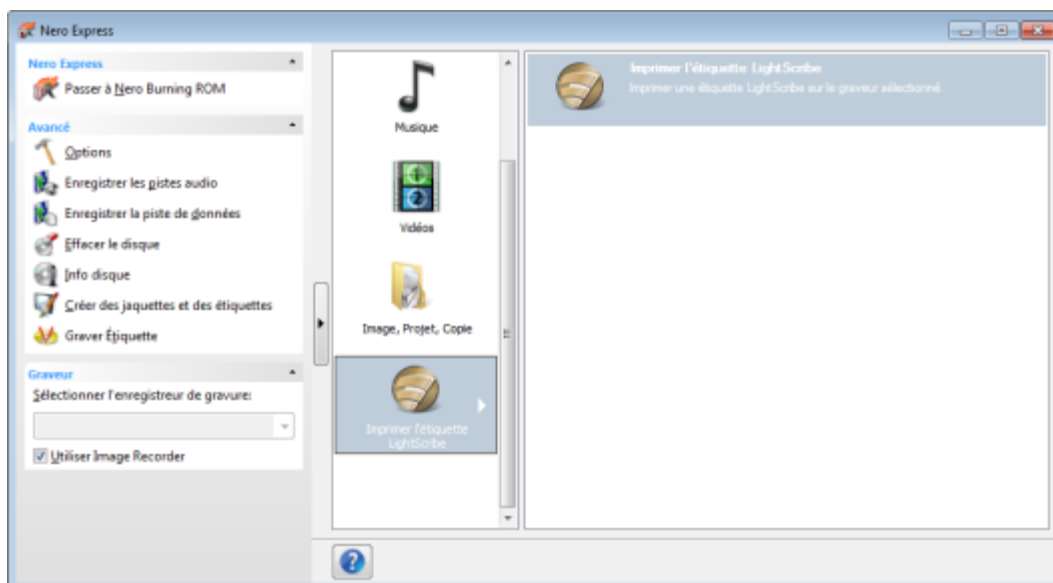 Nero Express
Nero Express
Passer à Nero Burning ROM
Avancé
Options
Enregistrer les pistes audio
Enregistrer la piste de données
Effacer le disque
Info disque
Créer des jaquettes et des étiquettes
Graver Étiquette
Graveur
Sélectionner l'enregistreur de gravure:
Utiliser Image Recorder
Musique
Vidéos
Image, Projet, Copie
Imprimer l'étiquette
LightScribe
Imprimer l'étiquette LightScribe
Imprimer une étiquette LightScribe sur le graveur sélectionné.